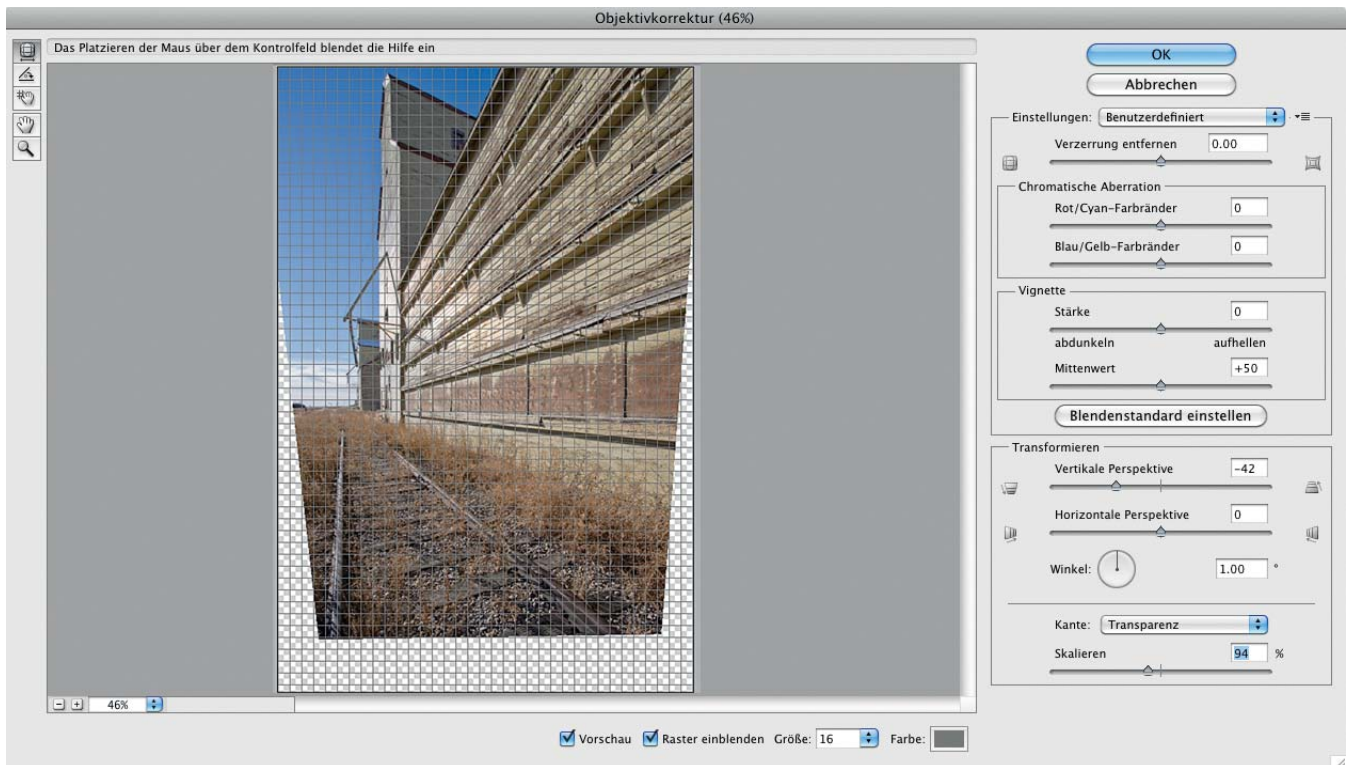 Objektivkorrektur (46%)
Das Platzieren der Maus über dem Kontrolfeld blendet die Hilfe ein
OK
Abbrechen
Einstellungen: Benutzerdefiniert
Verzerrung entfernen 0.00
Chromatische Aberration
Rot/Cyan-Farbränder 0
Blau/Gelb-Farbränder 0
Vignette
Stärke 0
abdunkeln aufhellen
Mittenwert +50
Blendenstandard einstellen
Transformieren
Vertikale Perspektive -42
Horizontale Perspektive 0
Winkel: 1.00 °
Kante: Transparenz
Skalieren 94 %
46%
Vorschau Raster einblenden Größe: 16 Farbe: